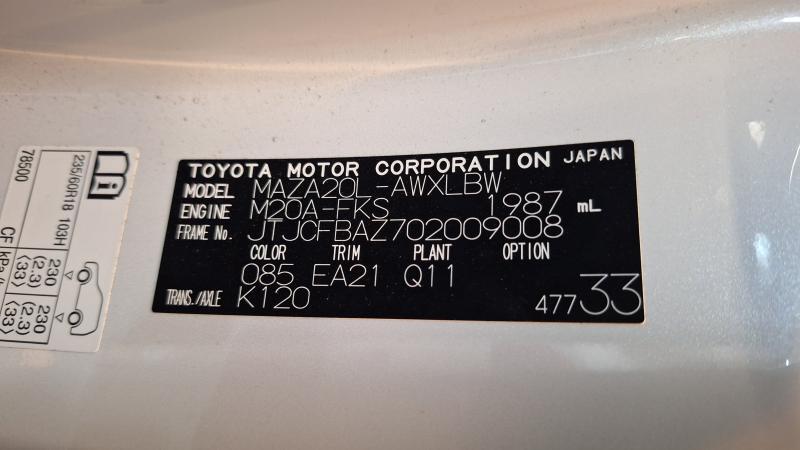 TOYOTA MOTOR CORPORATION JAPAN
MODEL MAZA20L-AWXLBW
ENGINE M20A-FKS 1987 mL
FRAME No. JTJCFBAZ702009008
COLOR TRIM PLANT OPTION
085 EA21 Q11
TRANS./AXLE K120
47733
235/60R18 103H
230
(2.3)
⟨33⟩
230
(2.3)
⟨33⟩
78500